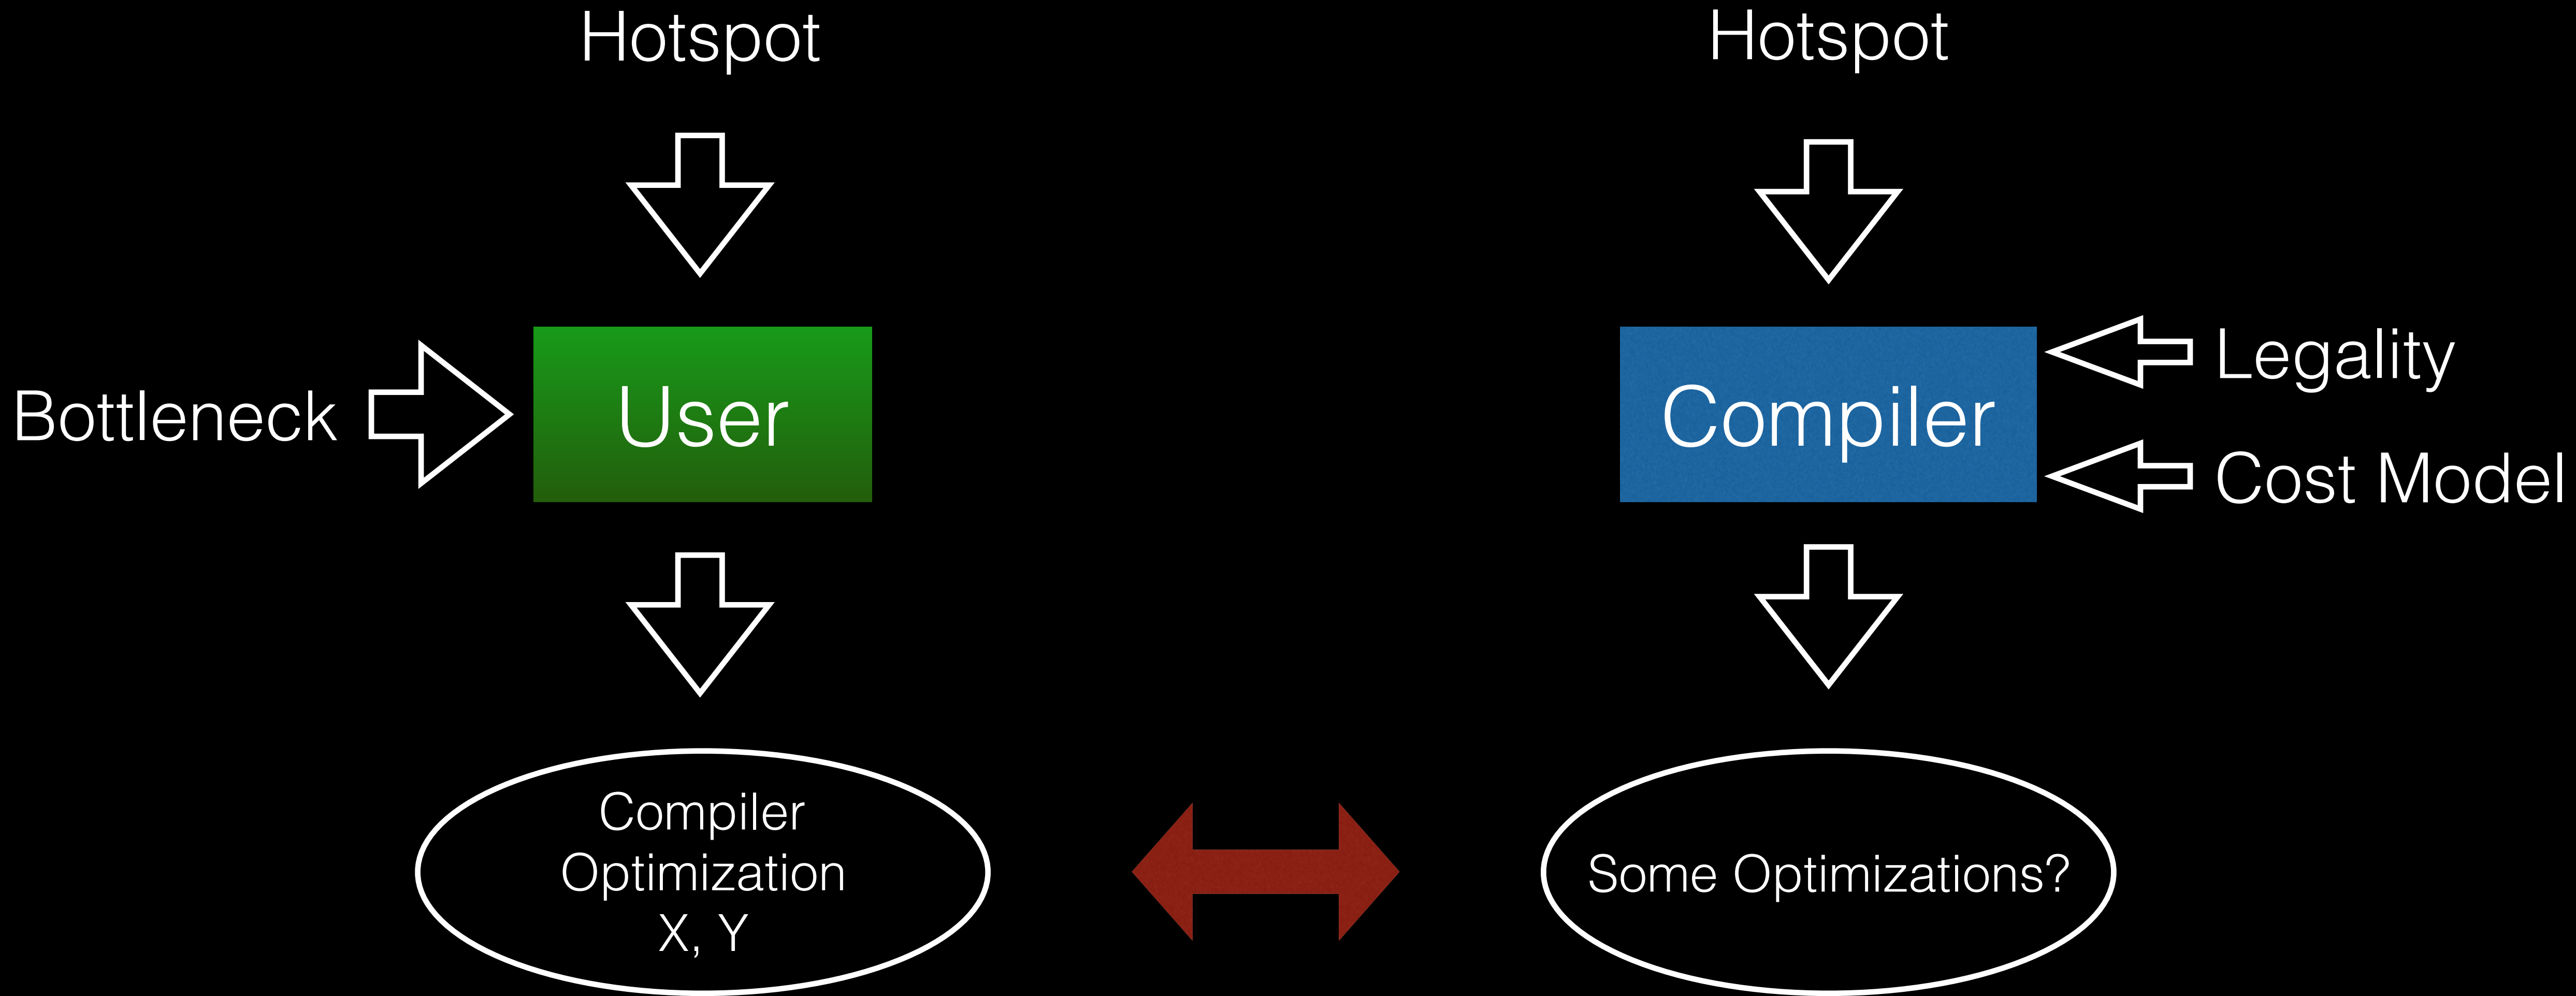 Hotspot
Hotspot
Bottleneck
User
Compiler
Legality
Cost Model
Compiler
Optimization
X, Y
Some Optimizations?